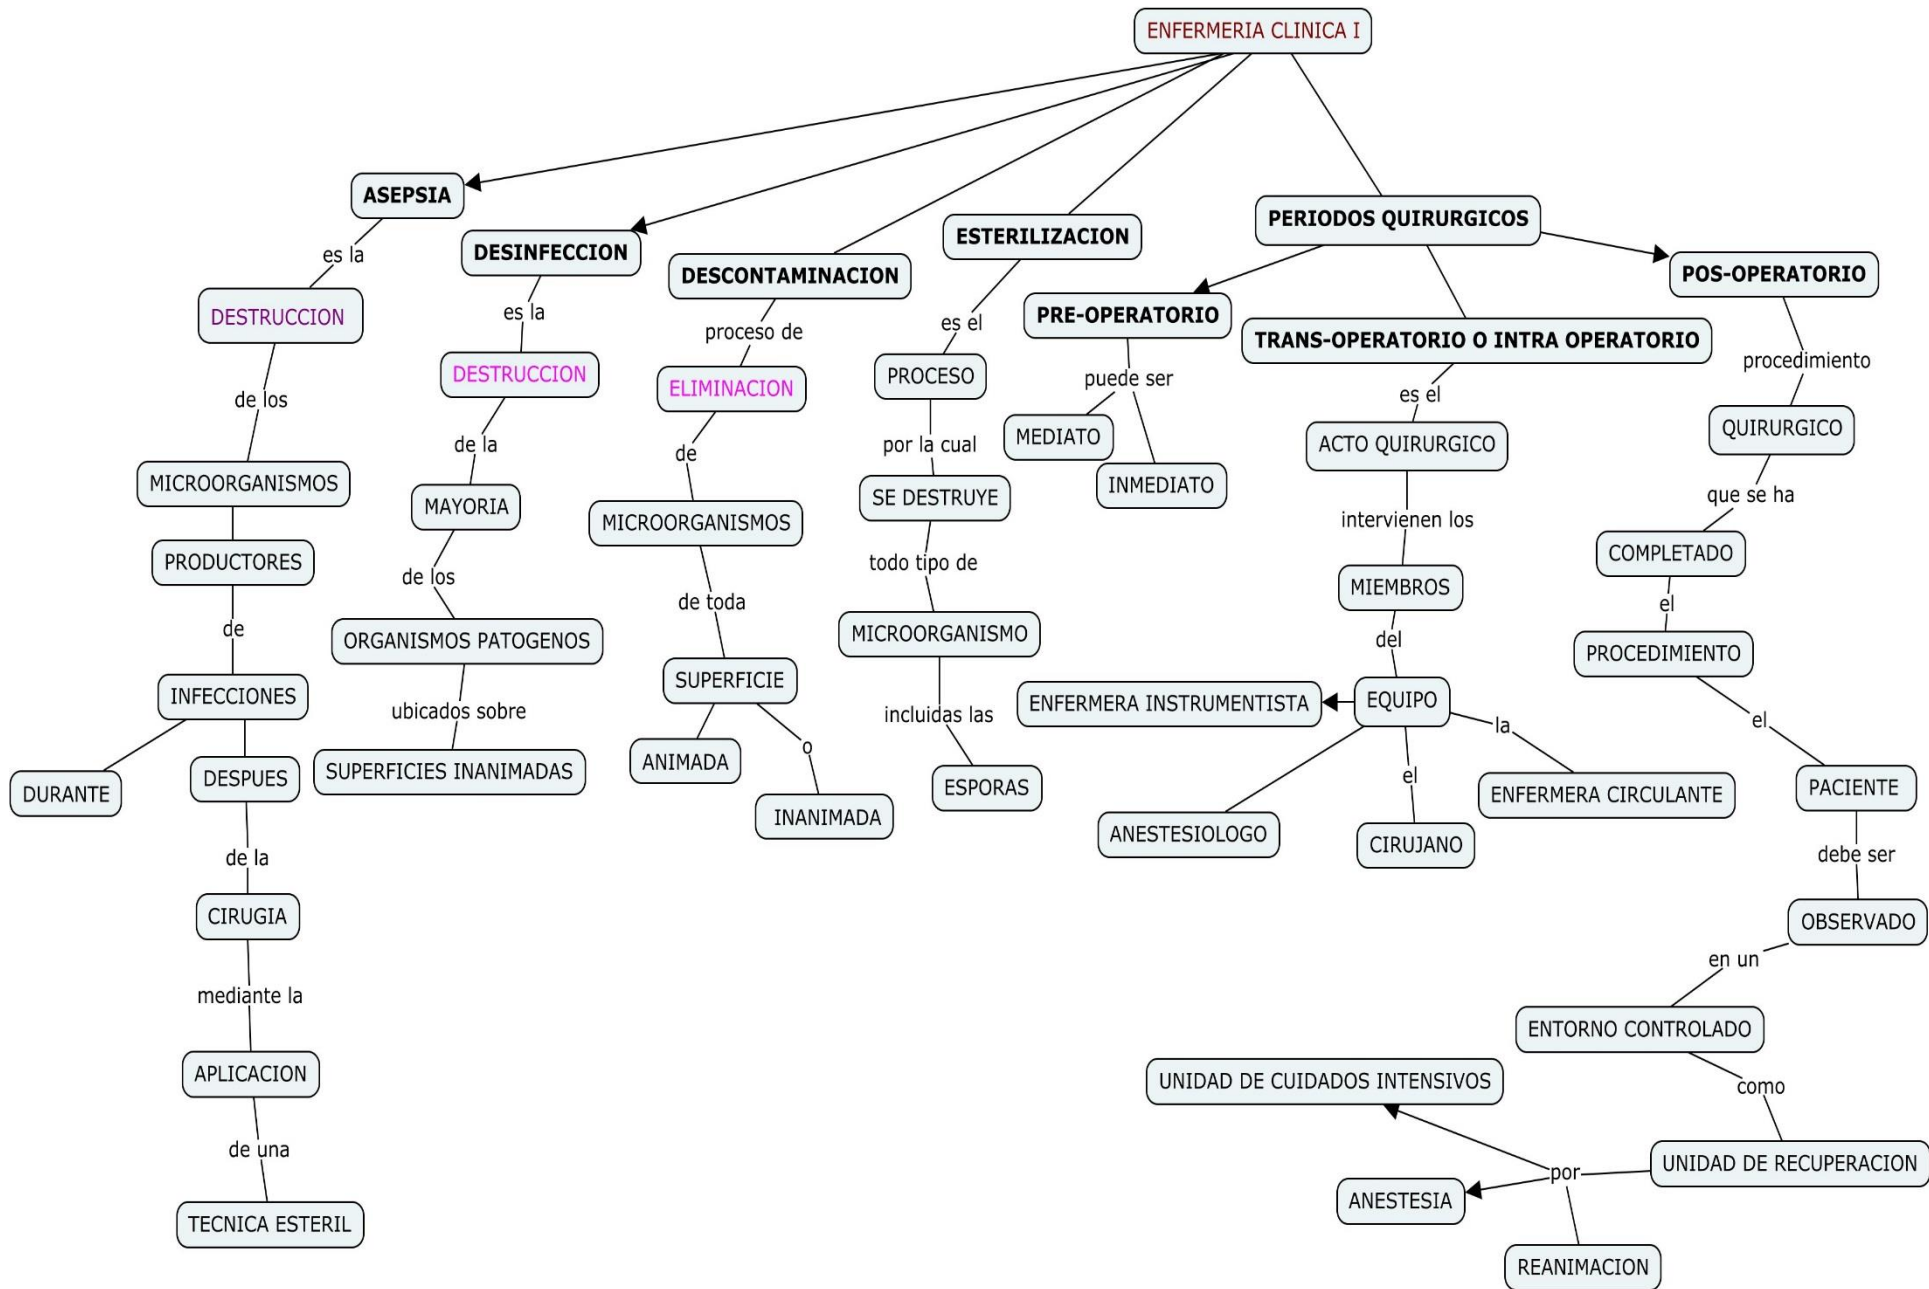 ENFERMERIA CLINICA I
ASEPSIA
es la
DESTRUCCION
de los
MICROORGANISMOS
PRODUCTORES
de
INFECCIONES
DURANTE
DESPUES
de la
CIRUGIA
mediante la
APLICACION
de una
TECNICA ESTERIL
DESINFECCION
es la
DESTRUCCION
de la
MAYORIA
de los
ORGANISMOS PATOGENOS
ubicados sobre
SUPERFICIES INANIMADAS
DESCONTAMINACION
proceso de
ELIMINACION
de
MICROORGANISMOS
de toda
SUPERFICIE
ANIMADA
o
INANIMADA
ESTERILIZACION
es el
PROCESO
por la cual
SE DESTRUYE
todo tipo de
MICROORGANISMO
incluidas las
ESPORAS
PERIODOS QUIRURGICOS
PRE-OPERATORIO
puede ser
MEDIATO
INMEDIATO
TRANS-OPERATORIO O INTRA OPERATORIO
es el
ACTO QUIRURGICO
intervienen los
MIEMBROS
del
EQUIPO
ENFERMERA INSTRUMENTISTA
ANESTESIOLOGO
el
CIRUJANO
la
ENFERMERA CIRCULANTE
POS-OPERATORIO
procedimiento
QUIRURGICO
que se ha
COMPLETADO
el
PROCEDIMIENTO
el
PACIENTE
debe ser
OBSERVADO
en un
ENTORNO CONTROLADO
como
UNIDAD DE RECUPERACION
por
UNIDAD DE CUIDADOS INTENSIVOS
ANESTESIA
REANIMACION